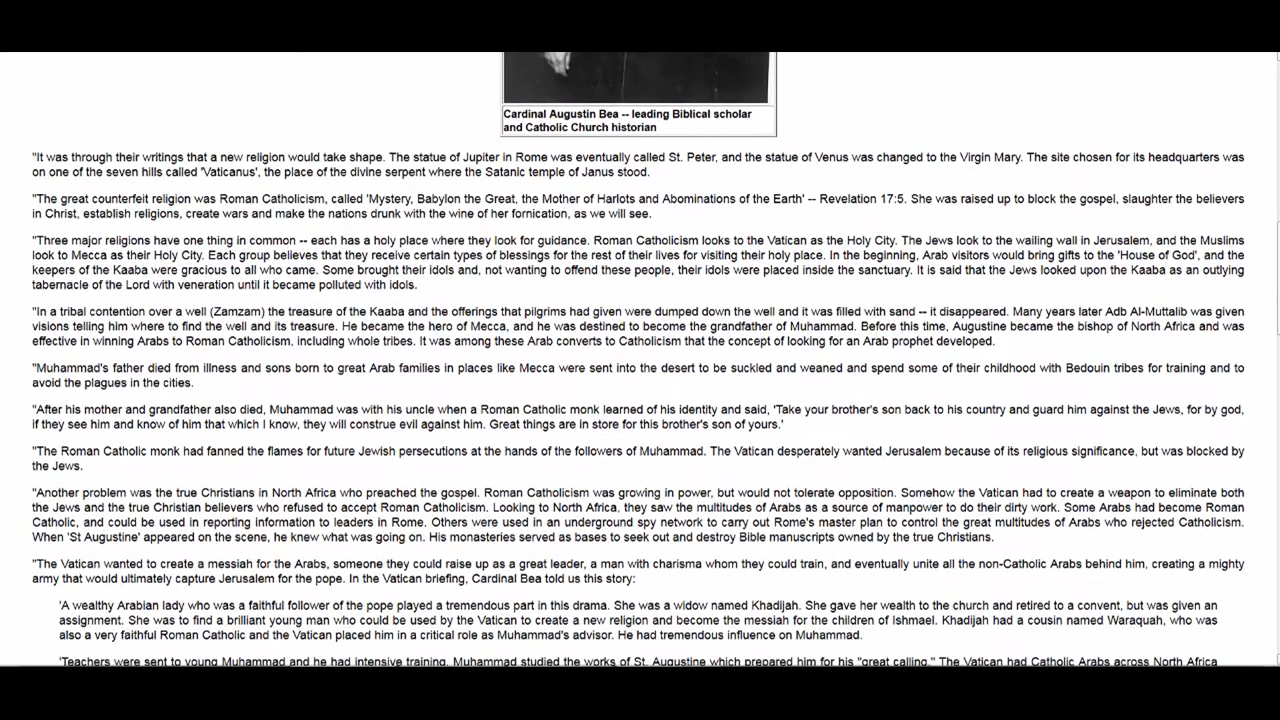 Cardinal Augustin Bea -- leading Biblical scholar
and Catholic Church historian
"It was through their writings that a new religion would take shape. The statue of Jupiter in Rome was eventually called St. Peter, and the statue of Venus was changed to the Virgin Mary. The site chosen for its headquarters was
on one of the seven hills called 'Vaticanus', the place of the divine serpent where the Satanic temple of Janus stood.
"The great counterfeit religion was Roman Catholicism, called 'Mystery, Babylon the Great, the Mother of Harlots and Abominations of the Earth' -- Revelation 17:5. She was raised up to block the gospel, slaughter the believers
in Christ, establish religions, create wars and make the nations drunk with the wine of her fornication, as we will see.
"Three major religions have one thing in common -- each has a holy place where they look for guidance. Roman Catholicism looks to the Vatican as the Holy City. The Jews look to the wailing wall in Jerusalem, and the Muslims
look to Mecca as their Holy City. Each group believes that they receive certain types of blessings for the rest of their lives for visiting their holy place. In the beginning, Arab visitors would bring gifts to the 'House of God', and the
keepers of the Kaaba were gracious to all who came. Some brought their idols and, not wanting to offend these people, their idols were placed inside the sanctuary. It is said that the Jews looked upon the Kaaba as an outlying
tabernacle of the Lord with veneration until it became polluted with idols.
"In a tribal contention over a well (Zamzam) the treasure of the Kaaba and the offerings that pilgrims had given were dumped down the well and it was filled with sand -- it disappeared. Many years later Adb Al-Muttalib was given
visions telling him where to find the well and its treasure. He became the hero of Mecca, and he was destined to become the grandfather of Muhammad. Before this time, Augustine became the bishop of North Africa and was
effective in winning Arabs to Roman Catholicism, including whole tribes. It was among these Arab converts to Catholicism that the concept of looking for an Arab prophet developed.
"Muhammad's father died from illness and sons born to great Arab families in places like Mecca were sent into the desert to be suckled and weaned and spend some of their childhood with Bedouin tribes for training and to
avoid the plagues in the cities.
"After his mother and grandfather also died, Muhammad was with his uncle when a Roman Catholic monk learned of his identity and said, 'Take your brother's son back to his country and guard him against the Jews, for by god,
if they see him and know of him that which I know, they will construe evil against him. Great things are in store for this brother's son of yours.'
"The Roman Catholic monk had fanned the flames for future Jewish persecutions at the hands of the followers of Muhammad. The Vatican desperately wanted Jerusalem because of its religious significance, but was blocked by
the Jews.
"Another problem was the true Christians in North Africa who preached the gospel. Roman Catholicism was growing in power, but would not tolerate opposition. Somehow the Vatican had to create a weapon to eliminate both
the Jews and the true Christian believers who refused to accept Roman Catholicism. Looking to North Africa, they saw the multitudes of Arabs as a source of manpower to do their dirty work. Some Arabs had become Roman
Catholic, and could be used in reporting information to leaders in Rome. Others were used in an underground spy network to carry out Rome's master plan to control the great multitudes of Arabs who rejected Catholicism.
When 'St Augustine' appeared on the scene, he knew what was going on. His monasteries served as bases to seek out and destroy Bible manuscripts owned by the true Christians.
"The Vatican wanted to create a messiah for the Arabs, someone they could raise up as a great leader, a man with charisma whom they could train, and eventually unite all the non-Catholic Arabs behind him, creating a mighty
army that would ultimately capture Jerusalem for the pope. In the Vatican briefing, Cardinal Bea told us this story:
'A wealthy Arabian lady who was a faithful follower of the pope played a tremendous part in this drama. She was a widow named Khadijah. She gave her wealth to the church and retired to a convent, but was given an
assignment. She was to find a brilliant young man who could be used by the Vatican to create a new religion and become the messiah for the children of Ishmael. Khadijah had a cousin named Waraquah, who was
also a very faithful Roman Catholic and the Vatican placed him in a critical role as Muhammad's advisor. He had tremendous influence on Muhammad.
'Teachers were sent to young Muhammad and he had intensive training. Muhammad studied the works of St. Augustine which prepared him for his "great calling." The Vatican had Catholic Arabs across North Africa